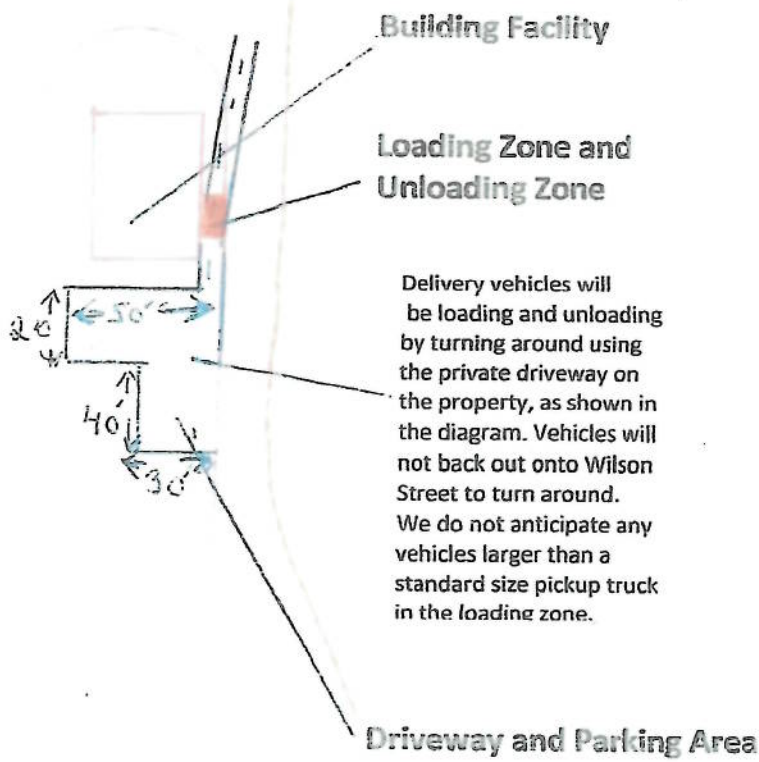 Building Facility
Loading Zone and
Unloading Zone
Delivery vehicles will
be loading and unloading
by turning around using
the private driveway on
the property, as shown in
the diagram. Vehicles will
not back out onto Wilson
Street to turn around.
We do not anticipate any
vehicles larger than a
standard size pickup truck
in the loading zone.
50'
20'
40'
30'
Driveway and Parking Area